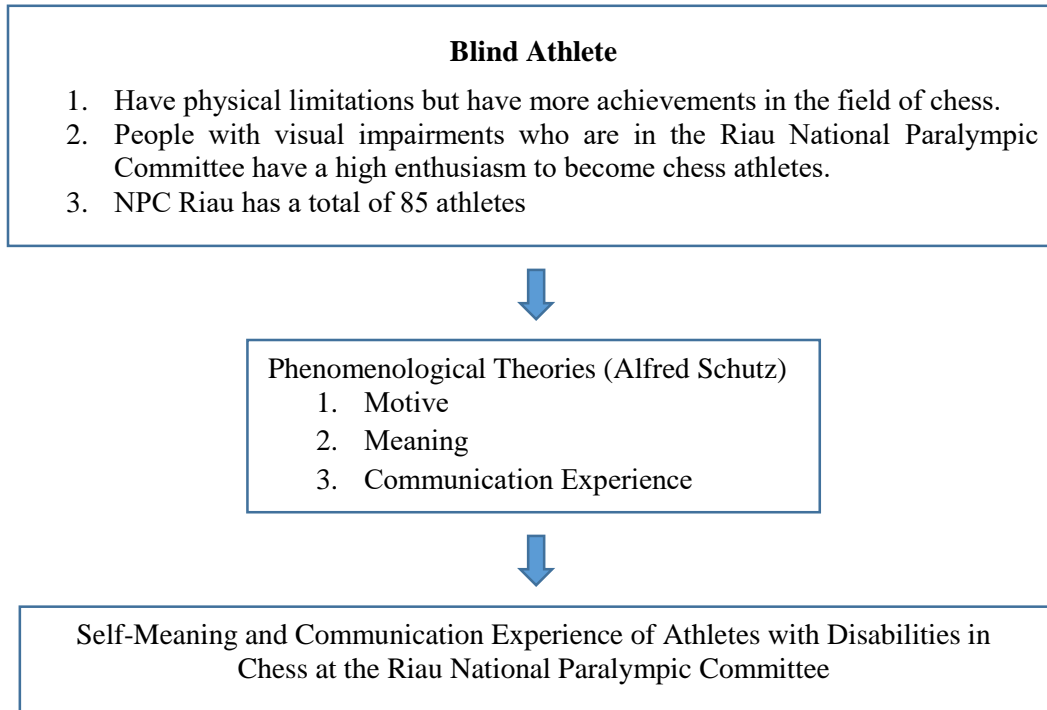 Blind Athlete
1. Have physical limitations but have more achievements in the field of chess.
2. People with visual impairments who are in the Riau National Paralympic
Committee have a high enthusiasm to become chess athletes.
3. NPC Riau has a total of 85 athletes
Phenomenological Theories (Alfred Schutz)
1. Motive
2. Meaning
3. Communication Experience
Self-Meaning and Communication Experience of Athletes with Disabilities in
Chess at the Riau National Paralympic Committee